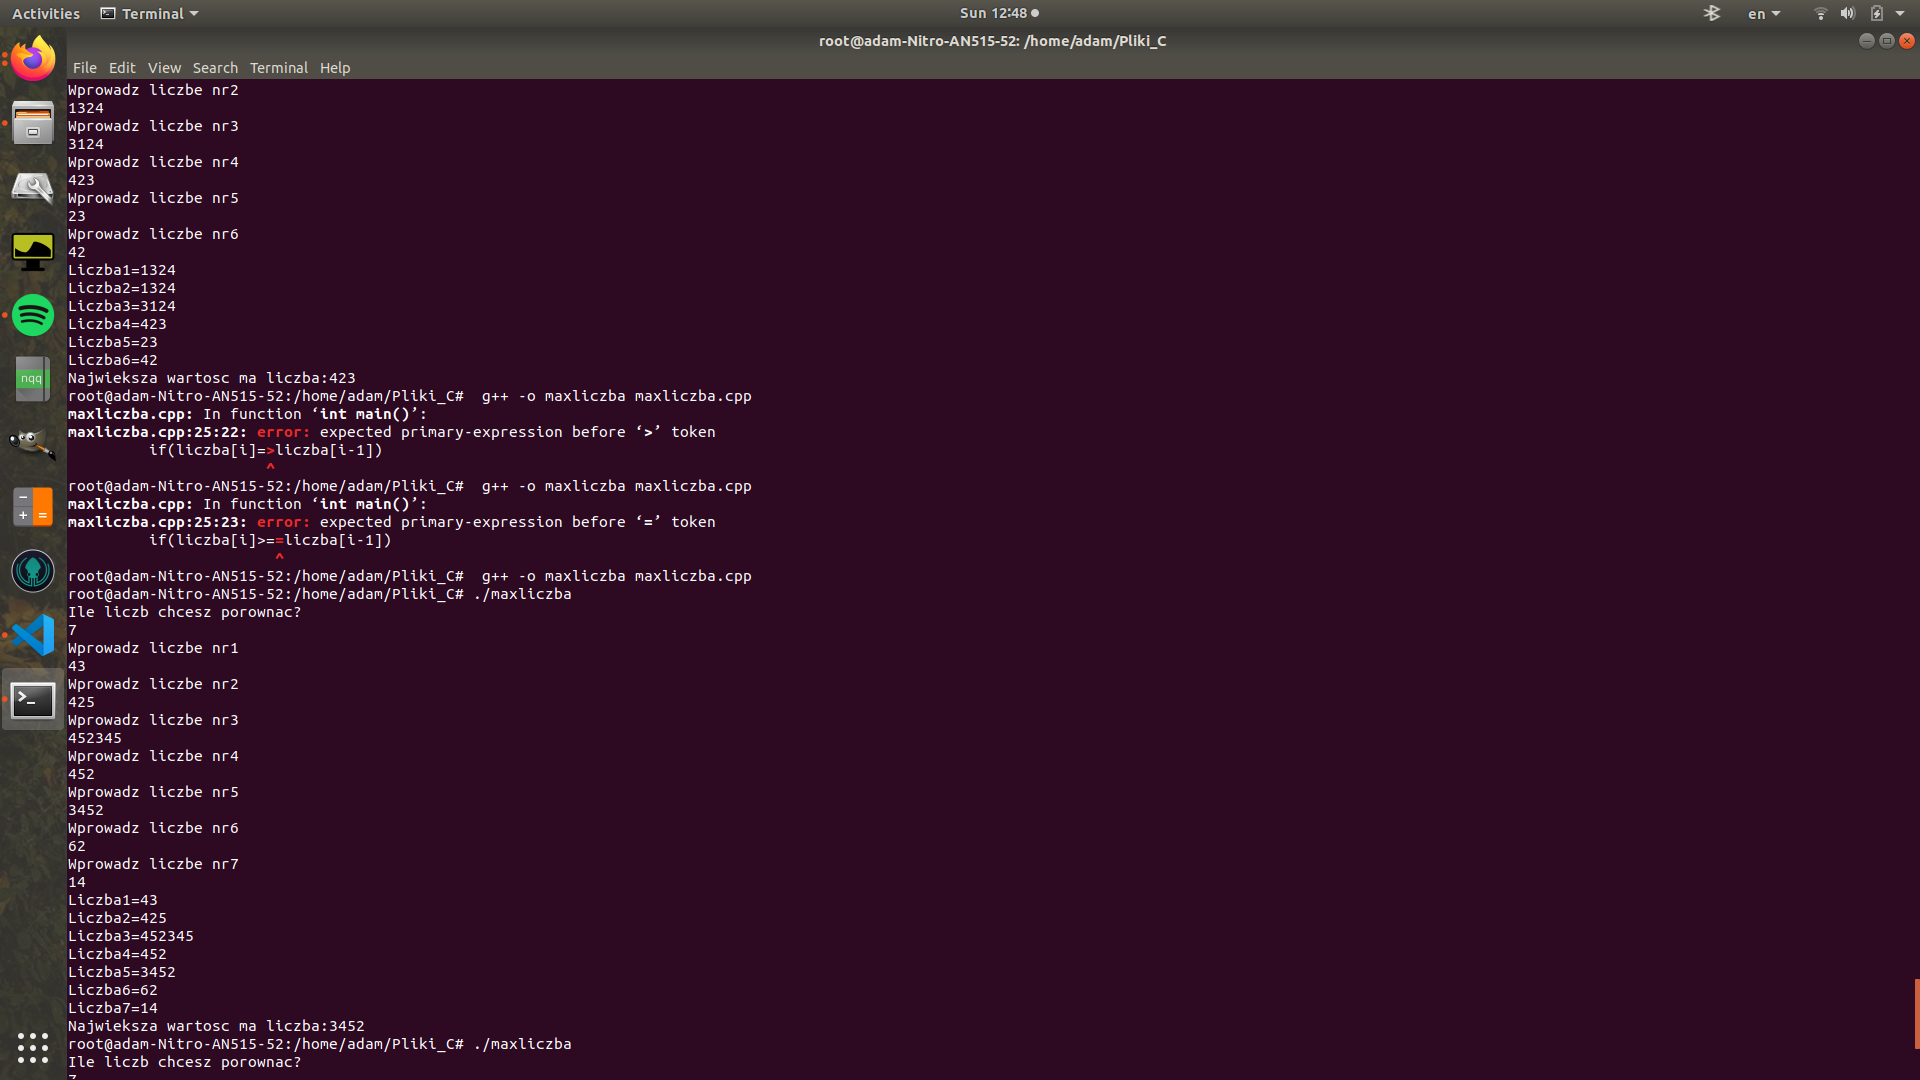 Activities Terminal Sun 12:48 en
root@adam-Nitro-AN515-52: /home/adam/Pliki_C
File Edit View Search Terminal Help
Wprowadz liczbe nr2
1324
Wprowadz liczbe nr3
3124
Wprowadz liczbe nr4
423
Wprowadz liczbe nr5
23
Wprowadz liczbe nr6
42
Liczba1=1324
Liczba2=1324
Liczba3=3124
Liczba4=423
Liczba5=23
Liczba6=42
Najwieksza wartosc ma liczba:423
root@adam-Nitro-AN515-52:/home/adam/Pliki_C#  g++ -o maxliczba maxliczba.cpp
maxliczba.cpp: In function ‘int main()’:
maxliczba.cpp:25:22: error: expected primary-expression before ‘>’ token
         if(liczba[i]=>liczba[i-1])
                      ^
root@adam-Nitro-AN515-52:/home/adam/Pliki_C#  g++ -o maxliczba maxliczba.cpp
maxliczba.cpp: In function ‘int main()’:
maxliczba.cpp:25:23: error: expected primary-expression before ‘=’ token
         if(liczba[i]>==liczba[i-1])
                       ^
root@adam-Nitro-AN515-52:/home/adam/Pliki_C#  g++ -o maxliczba maxliczba.cpp
root@adam-Nitro-AN515-52:/home/adam/Pliki_C# ./maxliczba
Ile liczb chcesz porownac?
7
Wprowadz liczbe nr1
43
Wprowadz liczbe nr2
425
Wprowadz liczbe nr3
452345
Wprowadz liczbe nr4
452
Wprowadz liczbe nr5
3452
Wprowadz liczbe nr6
62
Wprowadz liczbe nr7
14
Liczba1=43
Liczba2=425
Liczba3=452345
Liczba4=452
Liczba5=3452
Liczba6=62
Liczba7=14
Najwieksza wartosc ma liczba:3452
root@adam-Nitro-AN515-52:/home/adam/Pliki_C# ./maxliczba
Ile liczb chcesz porownac?
nqq